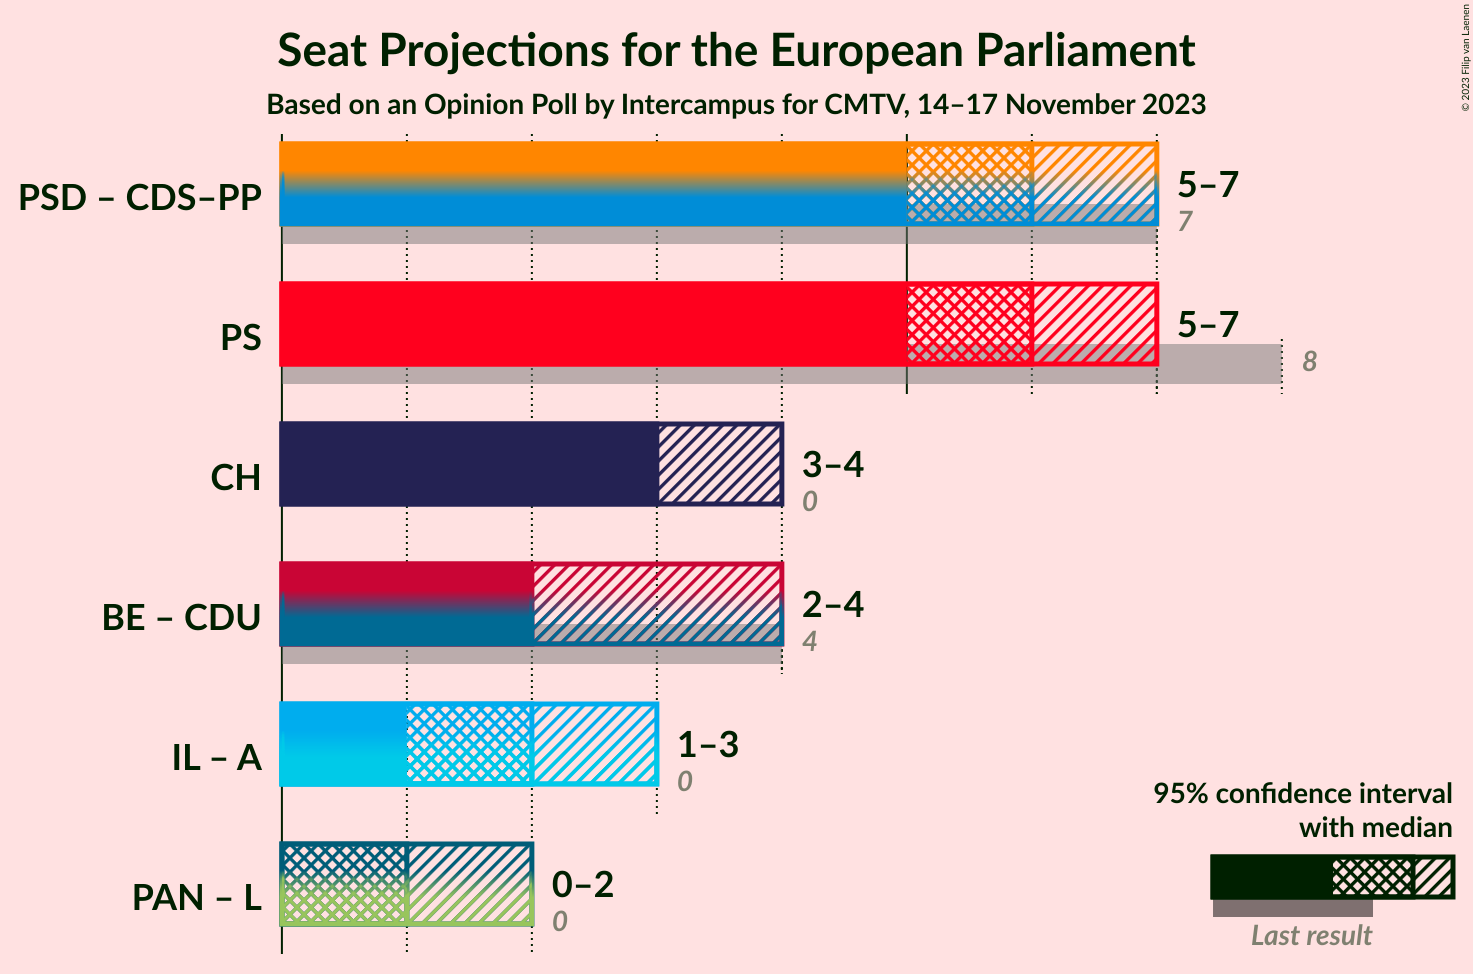 Seat Projections for the European Parliament
Based on an Opinion Poll by Intercampus for CMTV, 14–17 November 2023
© 2023 Filip van Laenen
PSD – CDS–PP
5–7
7
PS
5–7
8
CH
3–4
0
BE – CDU
2–4
4
IL – A
1–3
0
PAN – L
0–2
0
95% confidence interval
with median
Last result